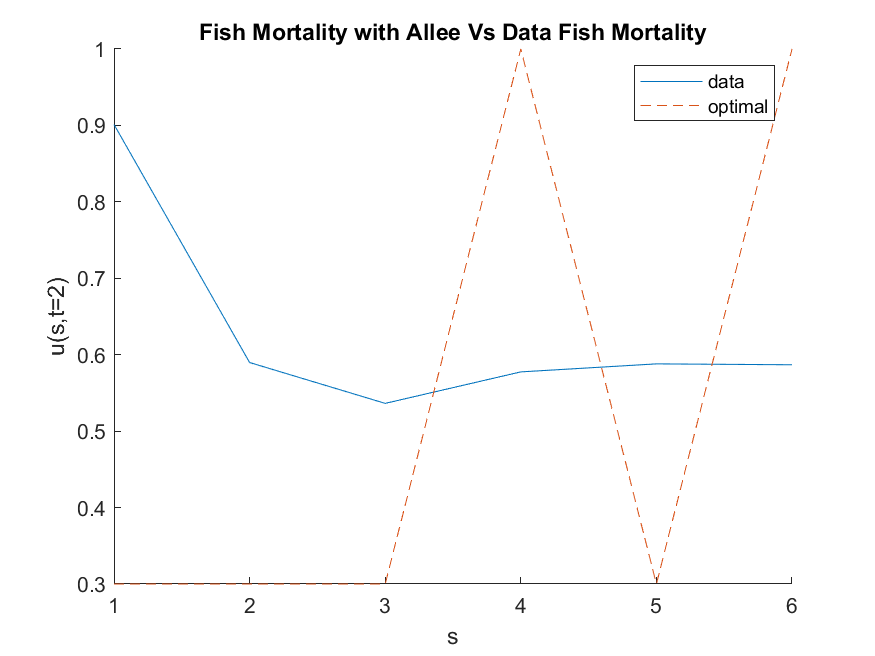 Fish Mortality with Allee Vs Data Fish Mortality
data
optimal
u(s,t=2)
1
0.9
0.8
0.7
0.6
0.5
0.4
0.3
1 2 3 4 5 6
s